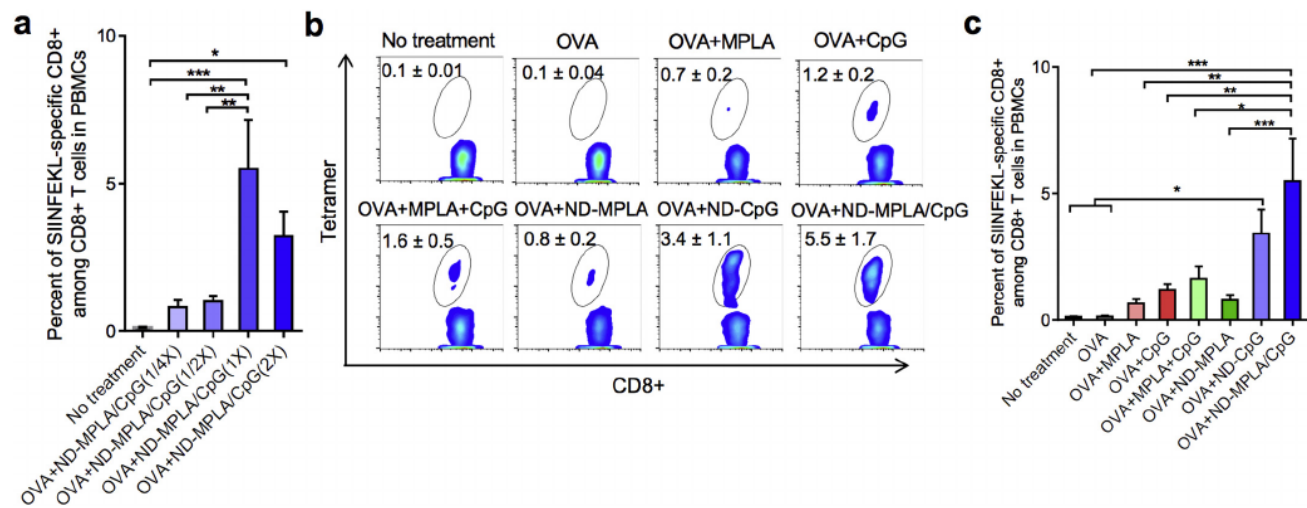 a
Percent of SIINFEKL-specific CD8+
among CD8+ T cells in PBMCs
10
5
0
*
***
**
**
No treatment
OVA+ND-MPLA/CpG(1/4X)
OVA+ND-MPLA/CpG(1/2X)
OVA+ND-MPLA/CpG(1X)
OVA+ND-MPLA/CpG(2X)
b
Tetramer
No treatment
OVA
OVA+MPLA
OVA+CpG
0.1 ± 0.01
0.1 ± 0.04
0.7 ± 0.2
1.2 ± 0.2
OVA+MPLA+CpG
OVA+ND-MPLA
OVA+ND-CpG
OVA+ND-MPLA/CpG
1.6 ± 0.5
0.8 ± 0.2
3.4 ± 1.1
5.5 ± 1.7
CD8+
c
Percent of SIINFEKL-specific CD8+
among CD8+ T cells in PBMCs
10
5
0
***
**
**
*
***
*
No treatment
OVA
OVA+MPLA
OVA+CpG
OVA+MPLA+CpG
OVA+ND-MPLA
OVA+ND-CpG
OVA+ND-MPLA/CpG